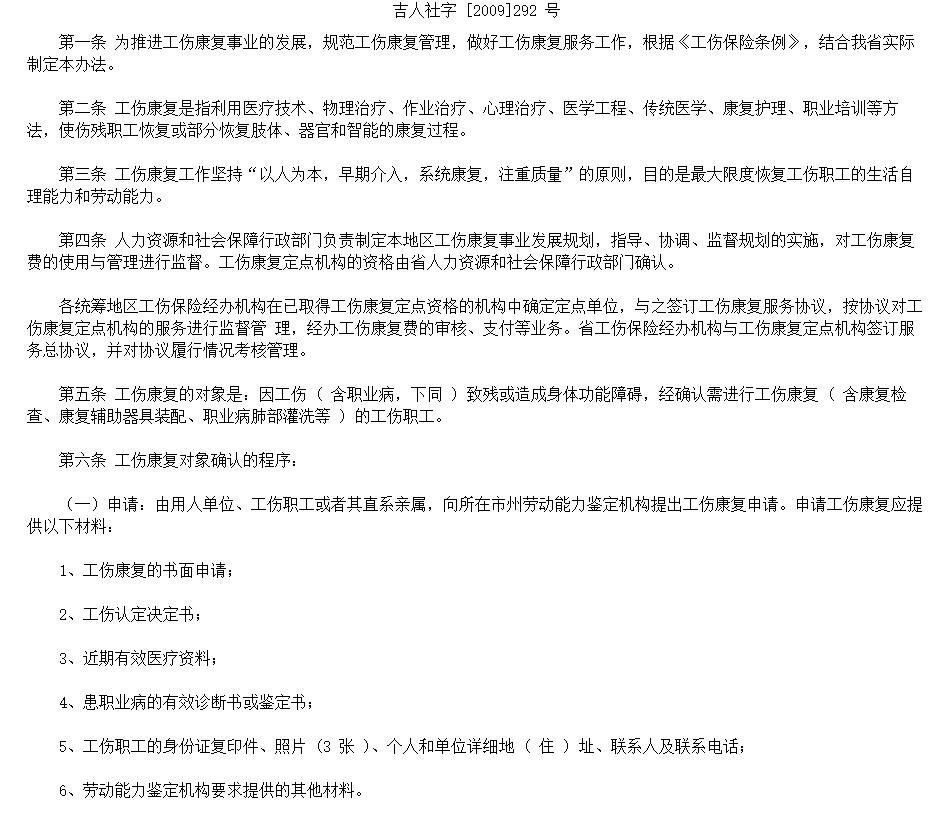 吉人社字 [2009]292 号
第一条 为推进工伤康复事业的发展，规范工伤康复管理，做好工伤康复服务工作，根据《工伤保险条例》，结合我省实际
制定本办法。
第二条 工伤康复是指利用医疗技术、物理治疗、作业治疗、心理治疗、医学工程、传统医学、康复护理、职业培训等方
法，使伤残职工恢复或部分恢复肢体、器官和智能的康复过程。
第三条 工伤康复工作坚持“以人为本，早期介入，系统康复，注重质量”的原则，目的是最大限度恢复工伤职工的生活自
理能力和劳动能力。
第四条 人力资源和社会保障行政部门负责制定本地区工伤康复事业发展规划，指导、协调、监督规划的实施，对工伤康复
费的使用与管理进行监督。工伤康复定点机构的资格由省人力资源和社会保障行政部门确认。
各统筹地区工伤保险经办机构在已取得工伤康复定点资格的机构中确定定点单位，与之签订工伤康复服务协议，按协议对工
伤康复定点机构的服务进行监督管 理，经办工伤康复费的审核、支付等业务。省工伤保险经办机构与工伤康复定点机构签订服
务总协议，并对协议履行情况考核管理。
第五条 工伤康复的对象是：因工伤（ 含职业病，下同 ）致残或造成身体功能障碍，经确认需进行工伤康复（ 含康复检
查、康复辅助器具装配、职业病肺部灌洗等 ）的工伤职工。
第六条 工伤康复对象确认的程序：
（一）申请：由用人单位、工伤职工或者其直系亲属，向所在市州劳动能力鉴定机构提出工伤康复申请。申请工伤康复应提
供以下材料：
1、工伤康复的书面申请；
2、工伤认定决定书；
3、近期有效医疗资料；
4、患职业病的有效诊断书或鉴定书；
5、工伤职工的身份证复印件、照片（3 张 ）、个人和单位详细地（ 住 ）址、联系人及联系电话；
6、劳动能力鉴定机构要求提供的其他材料。